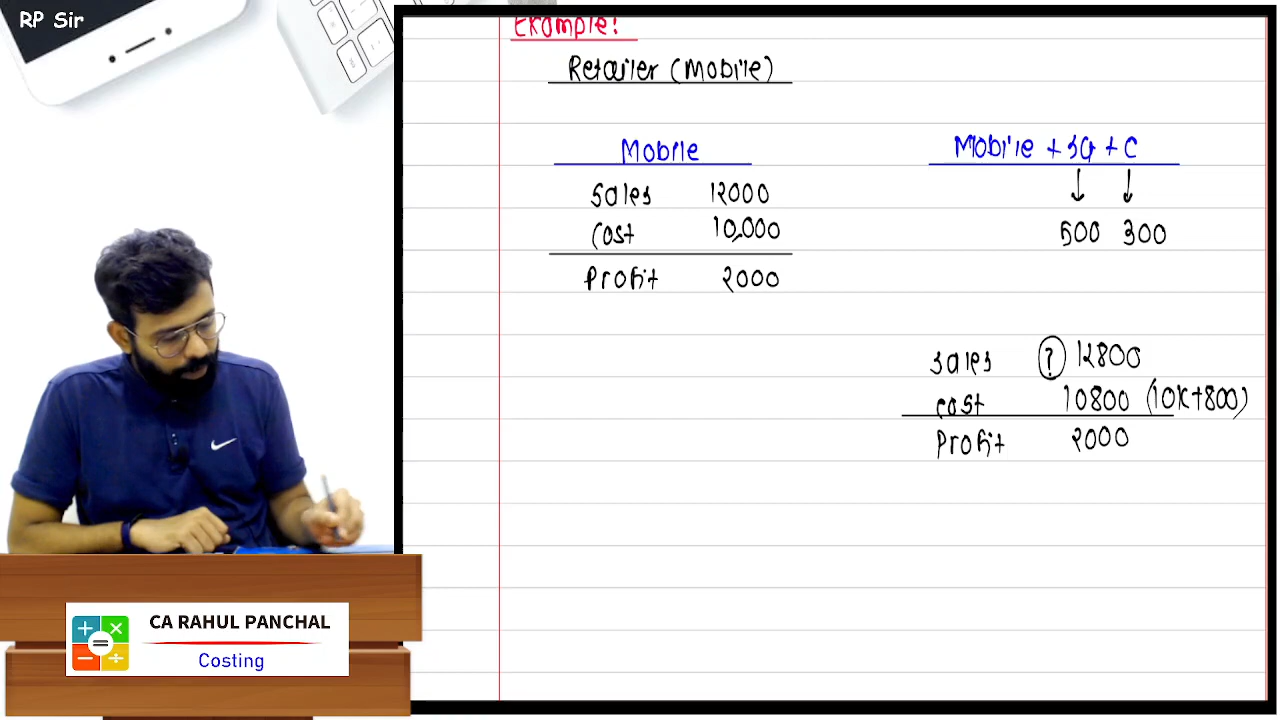 RP Sir
Example:
Retailer (Mobile)
Mobile
Sales 12000
Cost 10,000
Profit 2000
Mobile + SG + C
↓ ↓
500 300
Sales ? 12800
Cost 10800 (10K+800)
Profit 2000
CA RAHUL PANCHAL
Costing